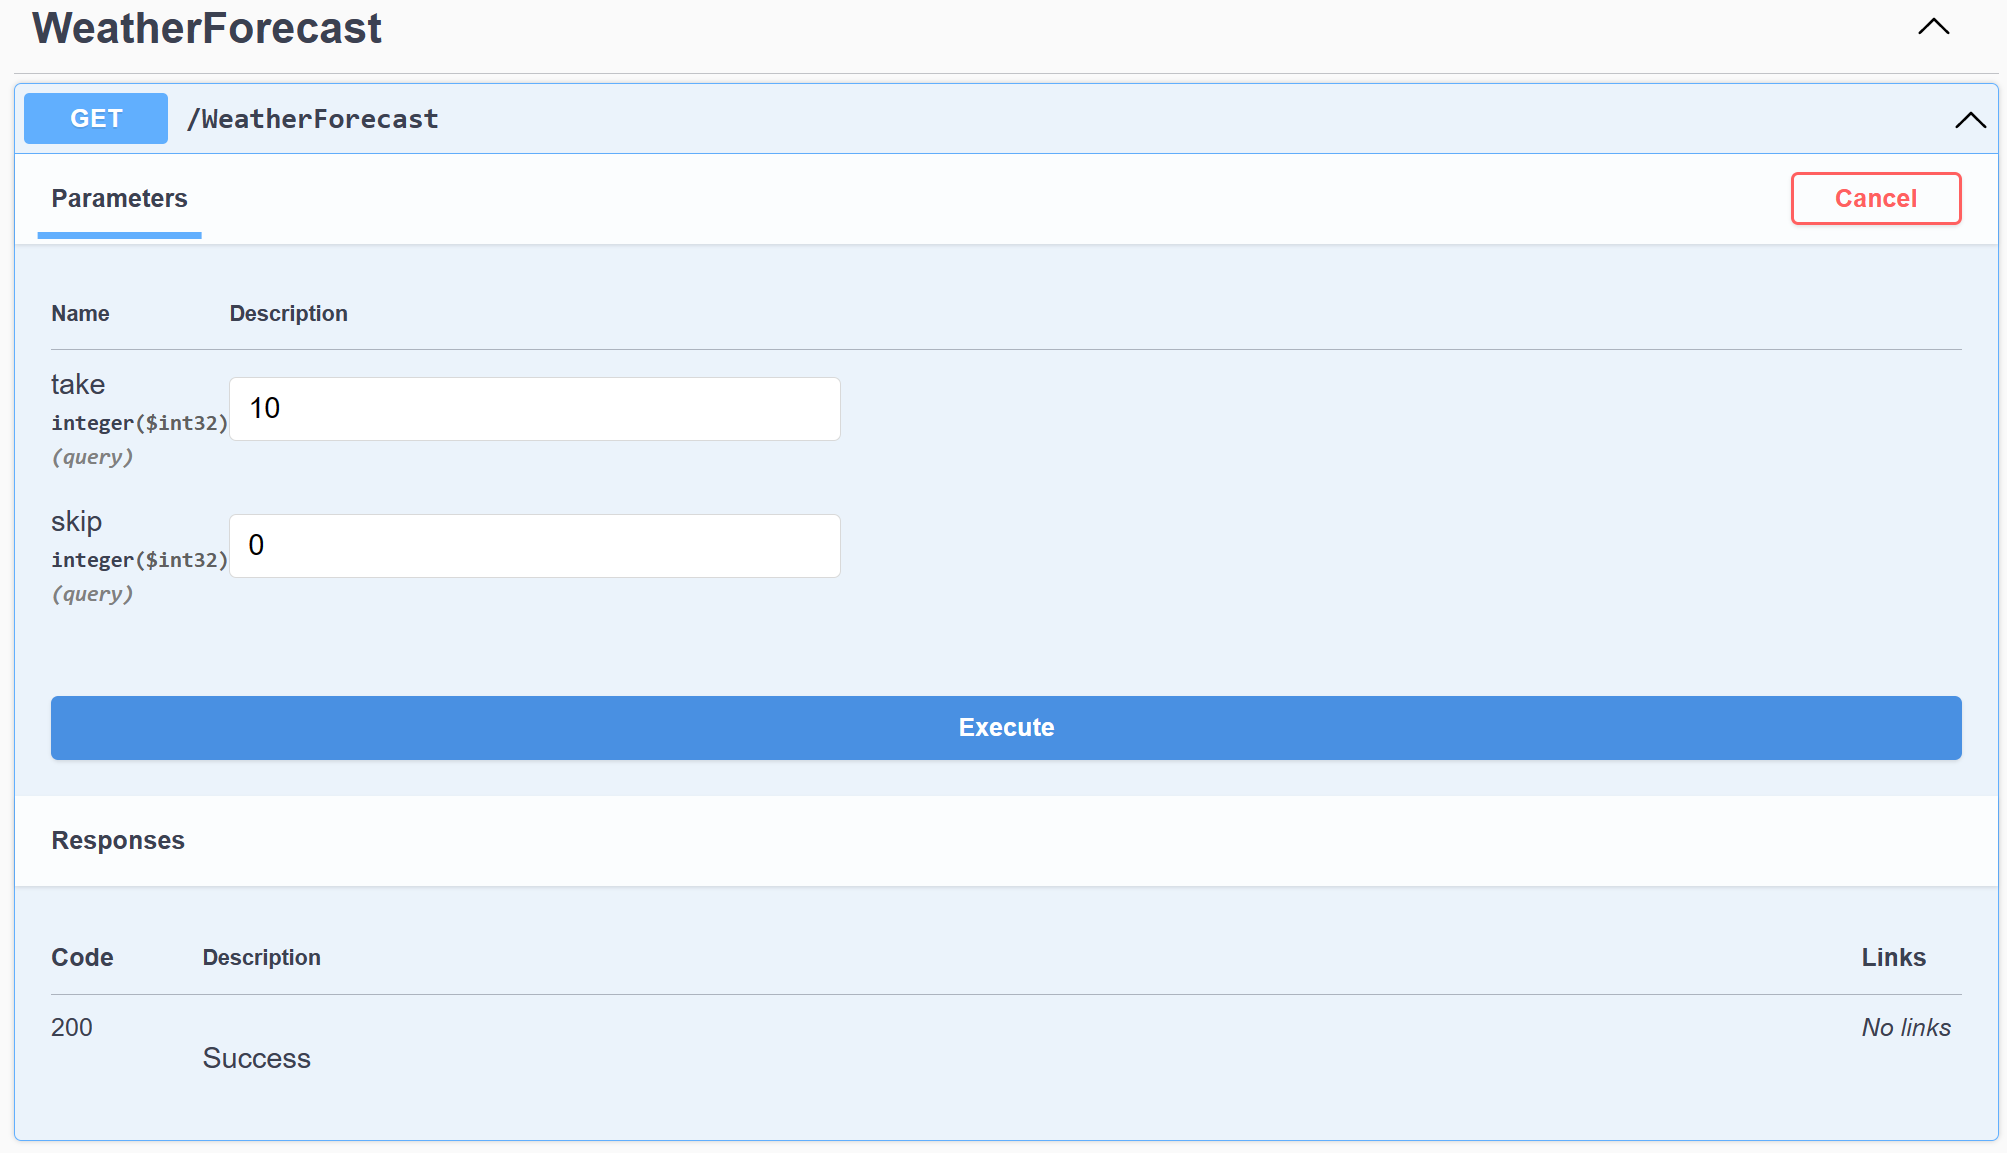 WeatherForecast
GET /WeatherForecast
Parameters Cancel
Name Description
take
integer($int32)
(query)
10
skip
integer($int32)
(query)
0
Execute
Responses
Code Description Links
200 Success No links